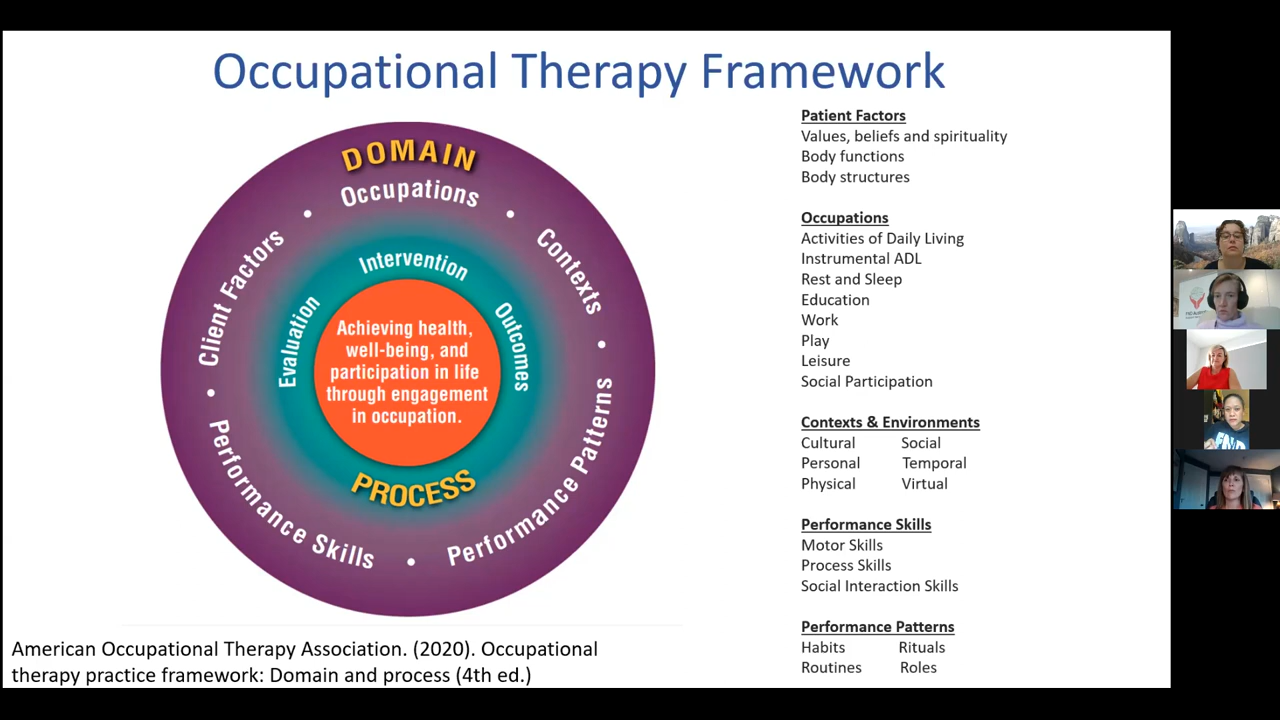 Occupational Therapy Framework
DOMAIN
Occupations
Client Factors
Contexts
Performance Skills
Performance Patterns
Intervention
Evaluation
Outcomes
Achieving health,
well-being, and
participation in life
through engagement
in occupation.
PROCESS
Patient Factors
Values, beliefs and spirituality
Body functions
Body structures
Occupations
Activities of Daily Living
Instrumental ADL
Rest and Sleep
Education
Work
Play
Leisure
Social Participation
Contexts & Environments
Cultural Social
Personal Temporal
Physical Virtual
Performance Skills
Motor Skills
Process Skills
Social Interaction Skills
Performance Patterns
Habits Rituals
Routines Roles
American Occupational Therapy Association. (2020). Occupational
therapy practice framework: Domain and process (4th ed.)